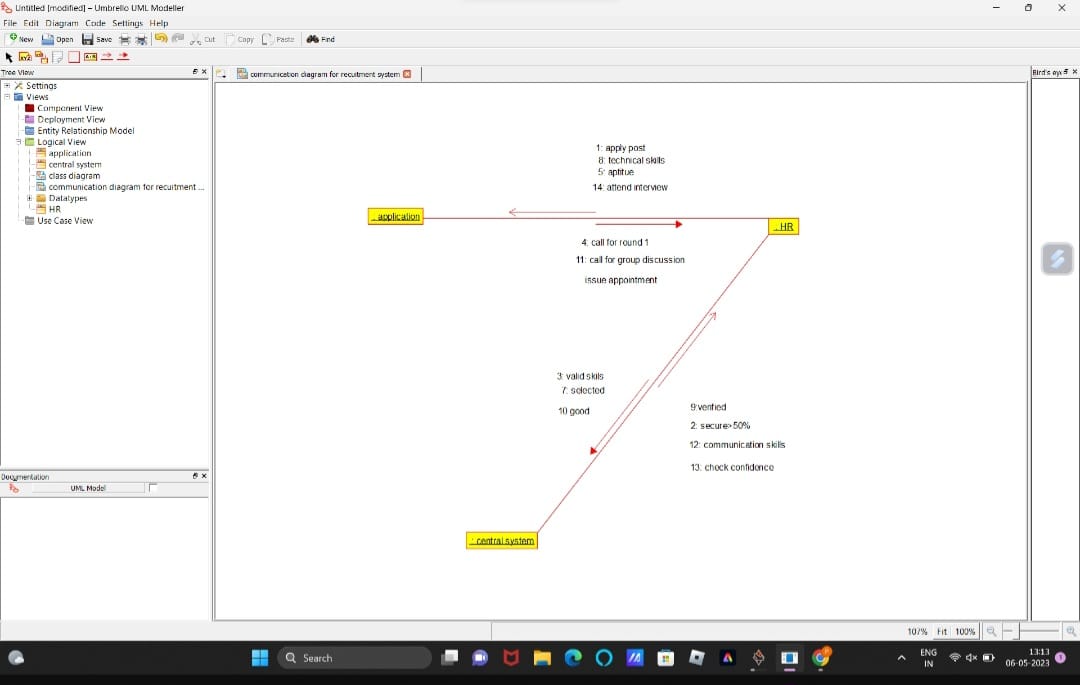 Untitled [modified] – Umbrello UML Modeller
File Edit Diagram Code Settings Help
New Open Save Cut Copy Paste Find
Tree View
communication diagram for recuitment system
Bird's eye
Settings
Views
Component View
Deployment View
Entity Relationship Model
Logical View
application
central system
class diagram
communication diagram for recuitment ...
Datatypes
HR
Use Case View
1: apply post
8: technical skills
5: aptitue
14: attend interview
: application
: HR
4: call for round 1
11: call for group discussion
issue appointment
3: valid skils
7: selected
10 good
9:verified
2: secure>50%
12: communication skills
13: check confidence
: central system
Documentation
UML Model
107% Fit 100%
Search
ENG
IN
13:13
06-05-2023
1